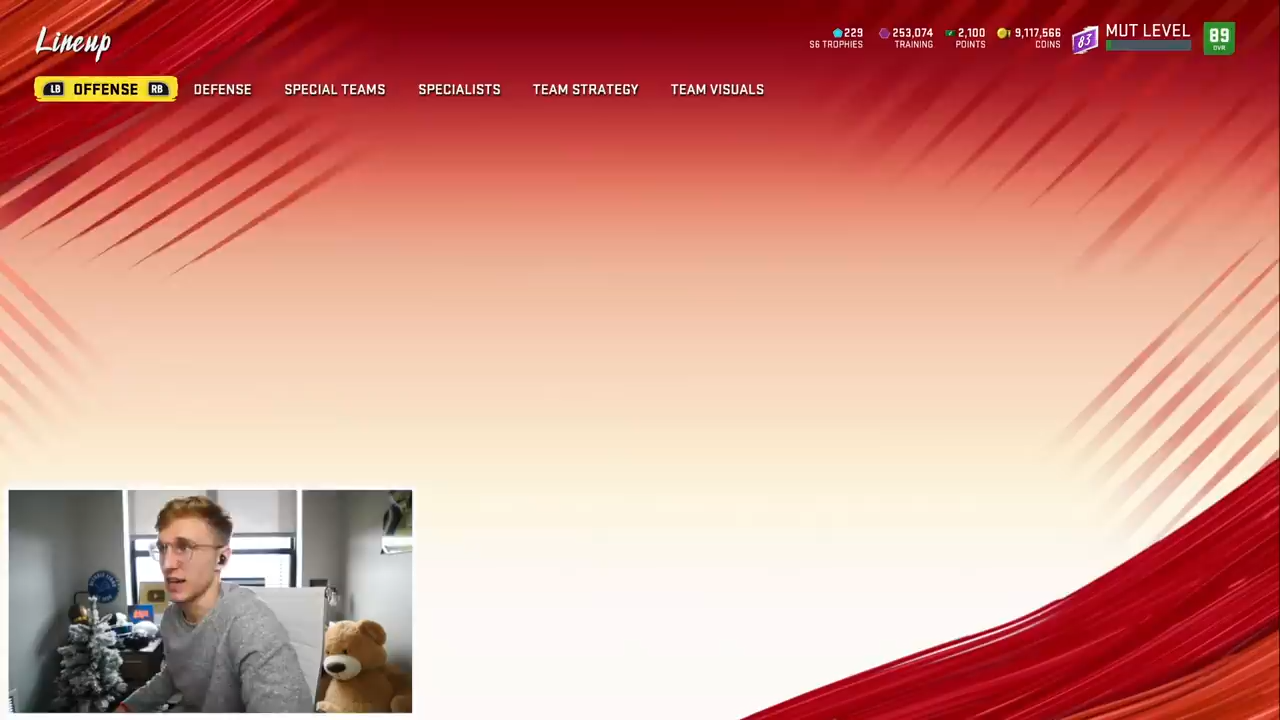 Lineup
229
S6 TROPHIES
253,074
TRAINING
2,100
POINTS
9,117,566
COINS
83
MUT LEVEL
89
OVR
LB OFFENSE RB DEFENSE SPECIAL TEAMS SPECIALISTS TEAM STRATEGY TEAM VISUALS